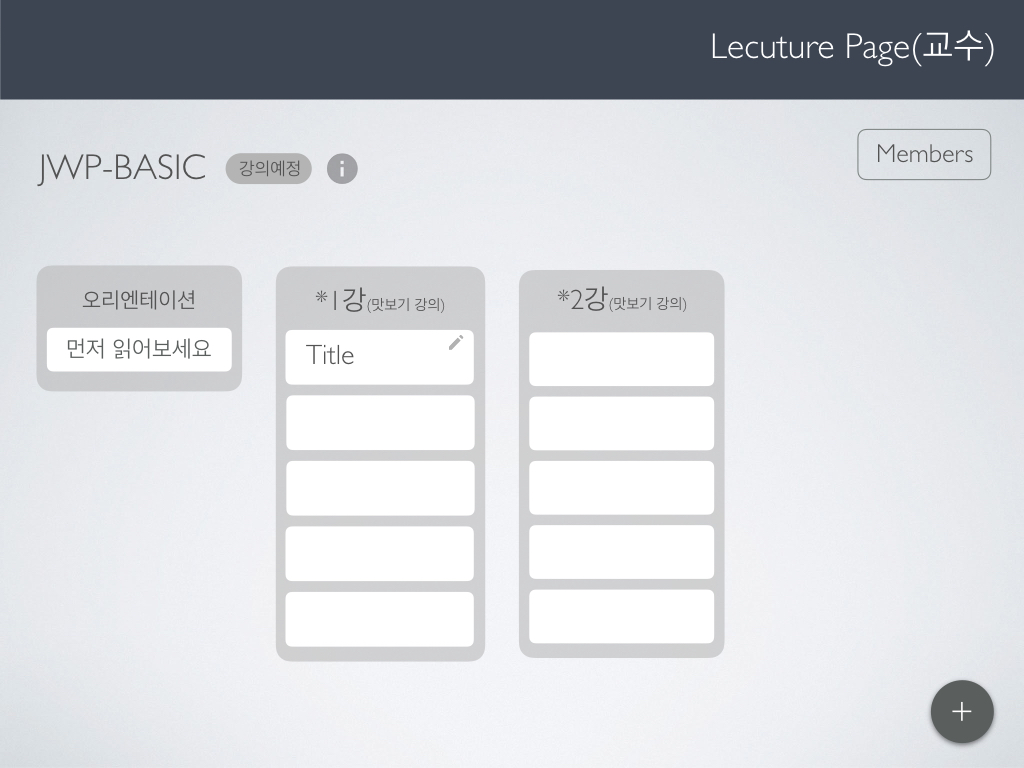 Lecuture Page(교수)
JWP-BASIC 강의예정 i
Members
오리엔테이션
먼저 읽어보세요
*1강(맛보기 강의)
Title
*2강(맛보기 강의)
+